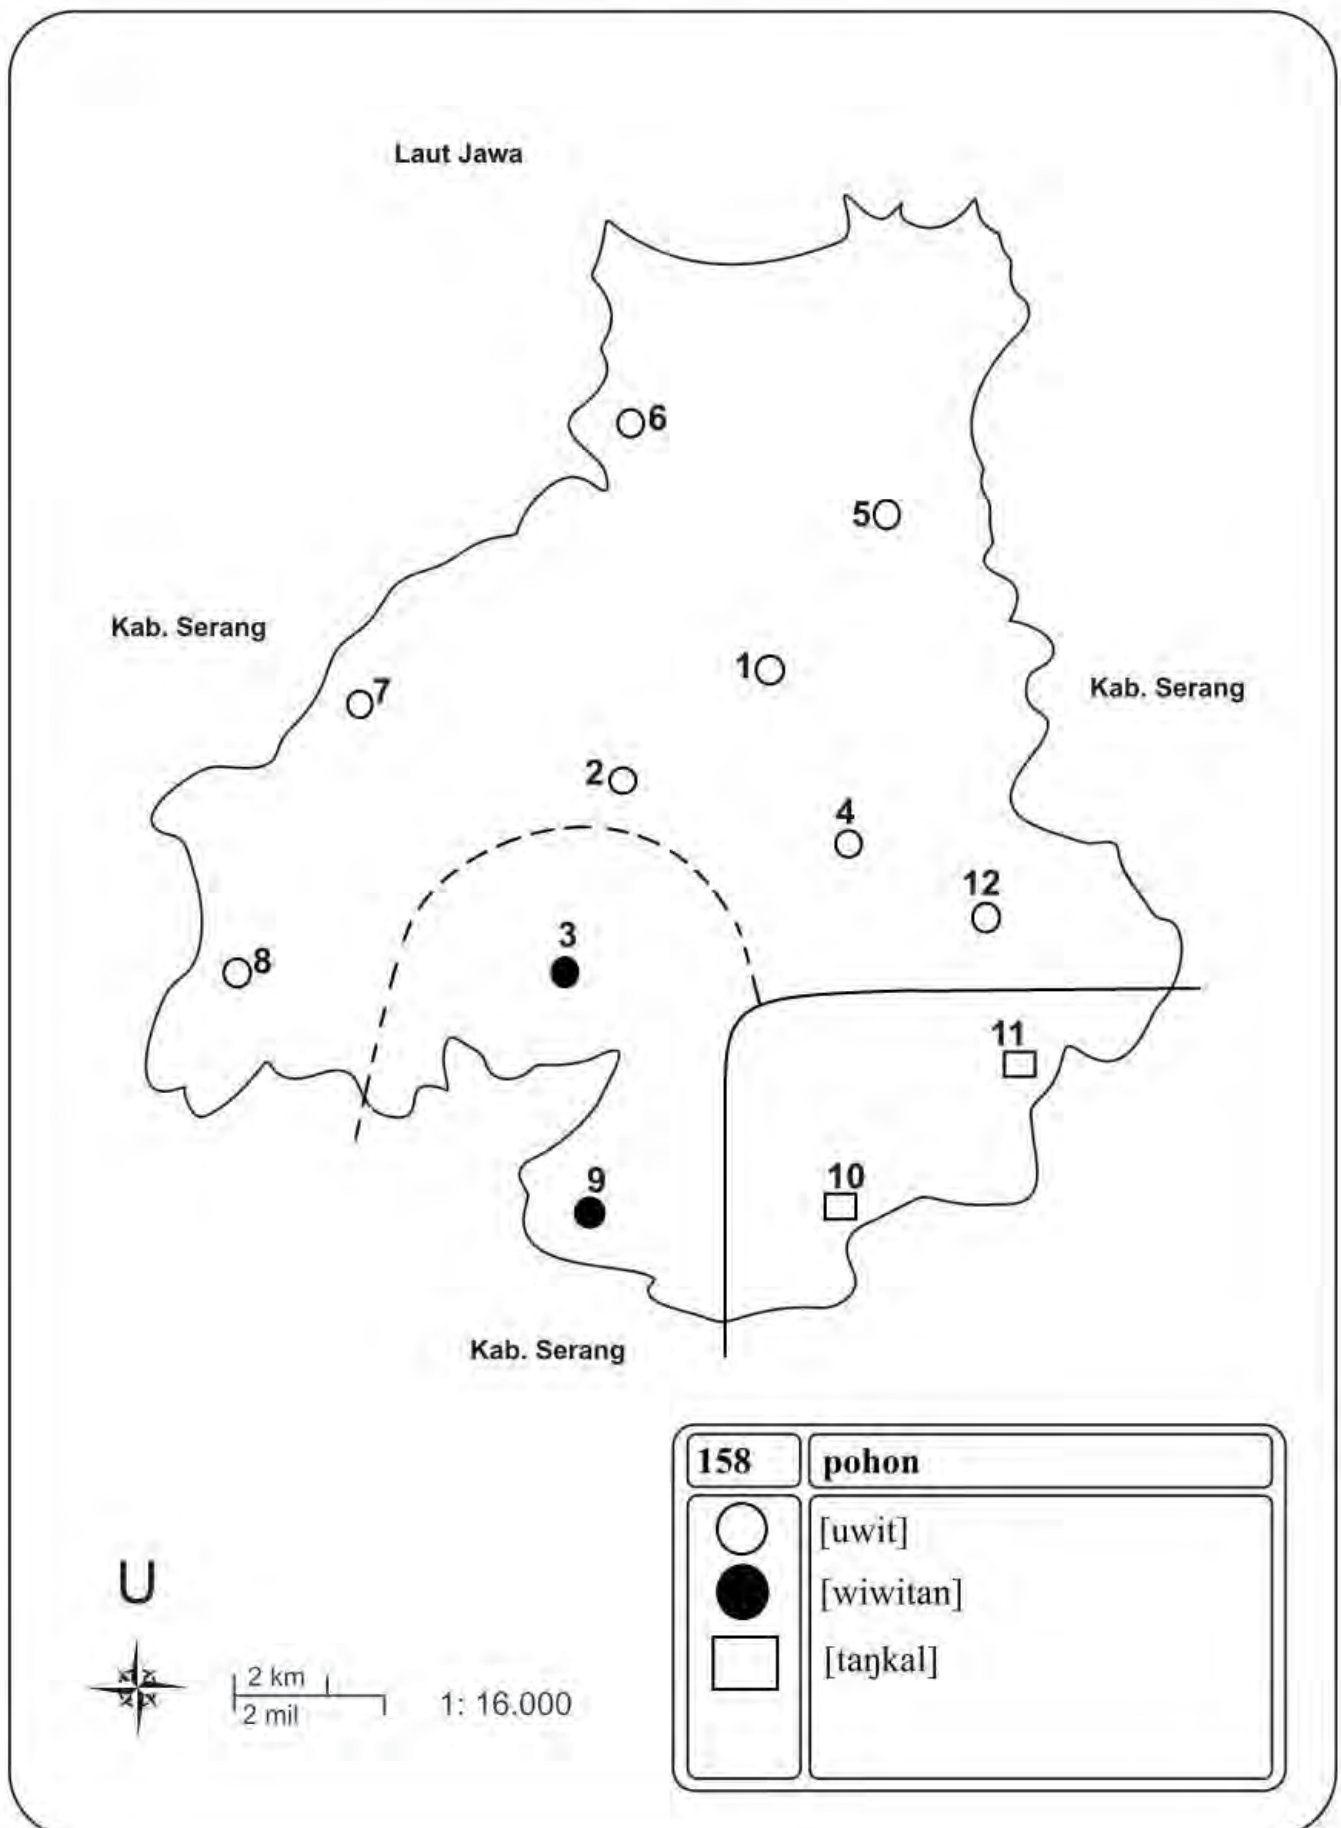 Laut Jawa
6
5
Kab. Serang
1
Kab. Serang
7
2
4
12
3
8
11
10
9
Kab. Serang
158 pohon
[uwit]
[wiwitan]
[taŋkal]
U
2 km
2 mil
1: 16.000